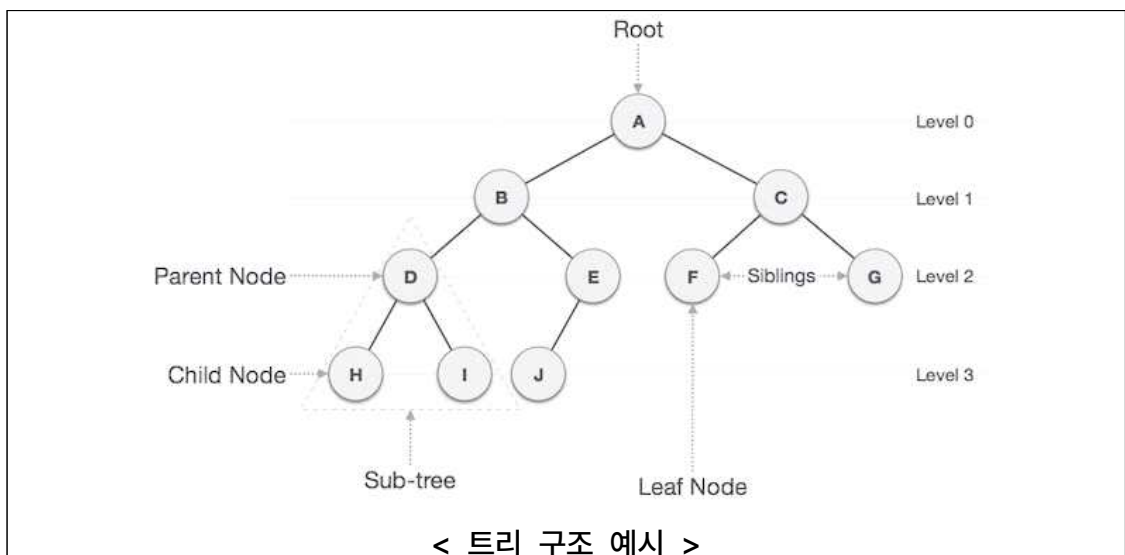 Root
A
Level 0
B
C
Level 1
Parent Node
D
E
F
Siblings
G
Level 2
Child Node
H
I
J
Level 3
Sub-tree
Leaf Node
< 트리 구조 예시 >